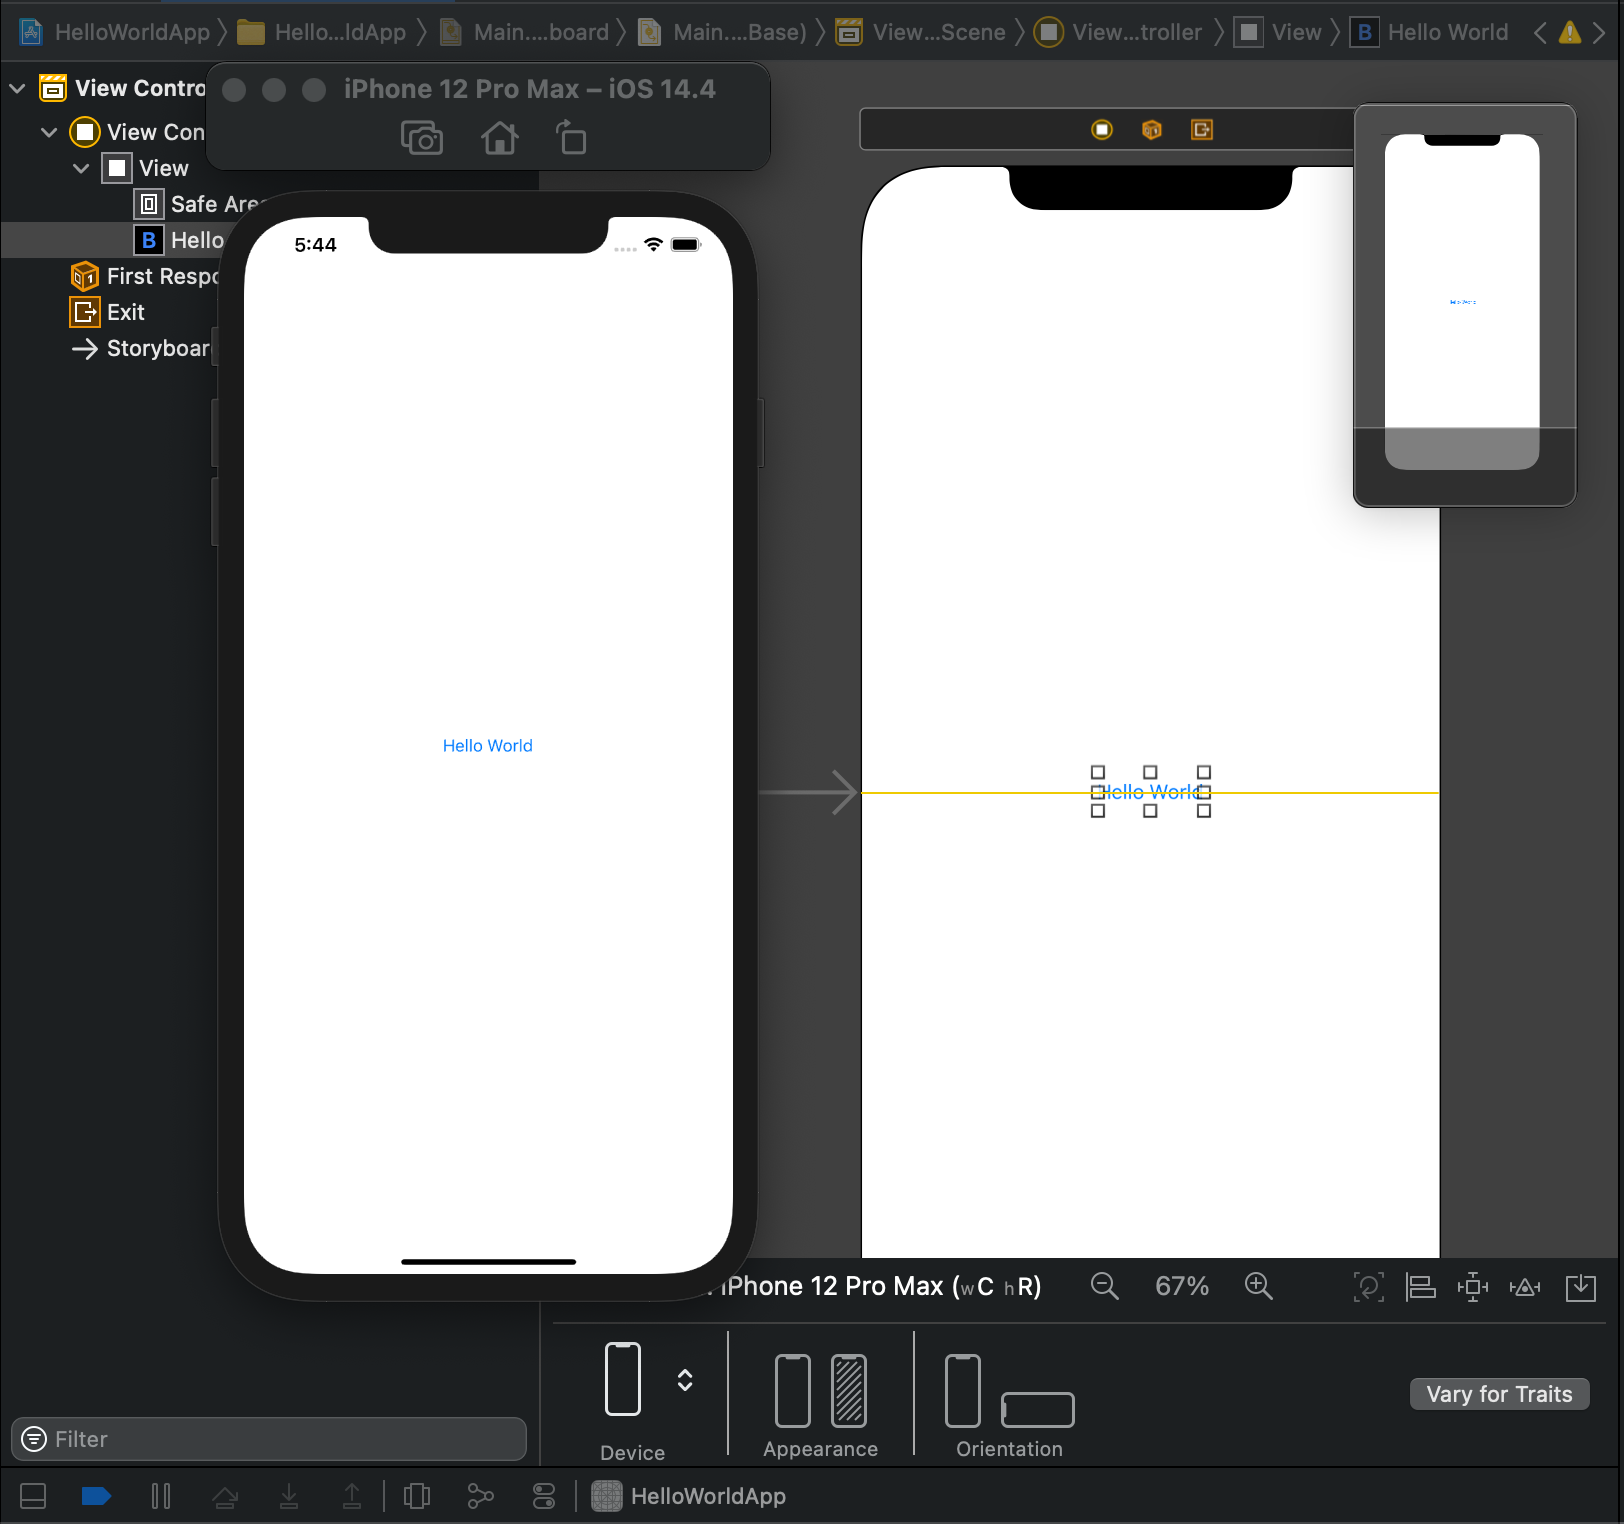 HelloWorldApp
Hello...ldApp
Main....board
Main....Base)
View...Scene
View...troller
View
B Hello World
View Contro
View Con
View
Safe Area
B Hello
First Respo
Exit
Storyboar
iPhone 12 Pro Max – iOS 14.4
5:44
Hello World
Hello World
iPhone 12 Pro Max (wC hR)
67%
Device
Appearance
Orientation
Vary for Traits
Filter
HelloWorldApp